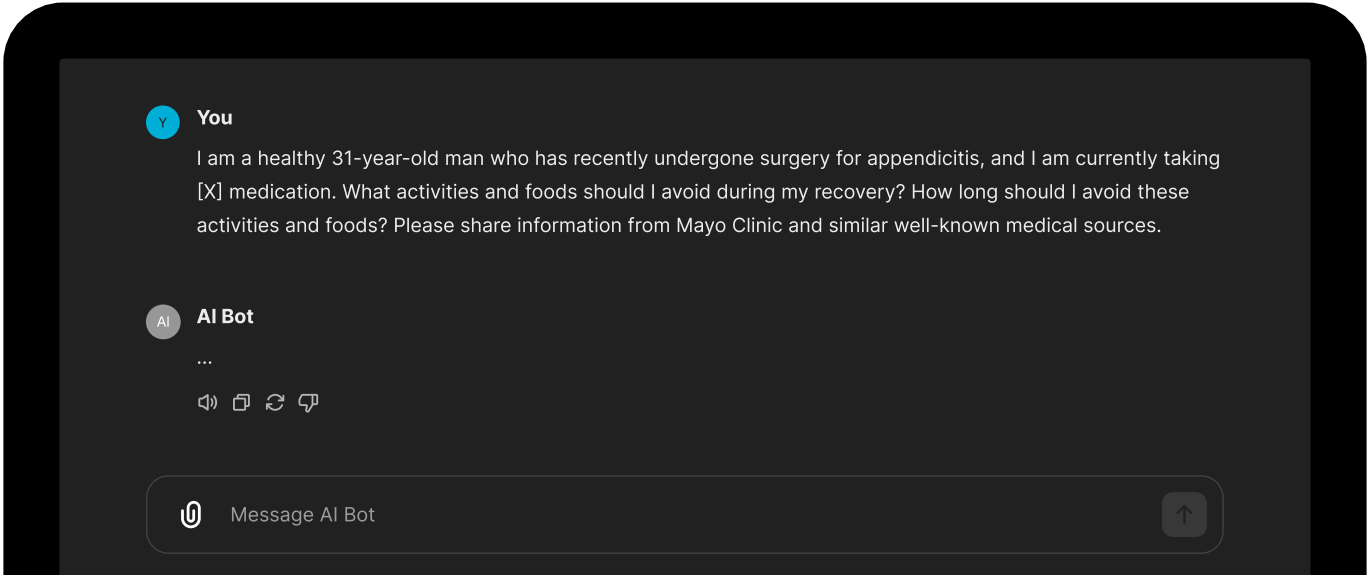 Y
You
I am a healthy 31-year-old man who has recently undergone surgery for appendicitis, and I am currently taking
[X] medication. What activities and foods should I avoid during my recovery? How long should I avoid these
activities and foods? Please share information from Mayo Clinic and similar well-known medical sources.
AI
AI Bot
...
Message AI Bot